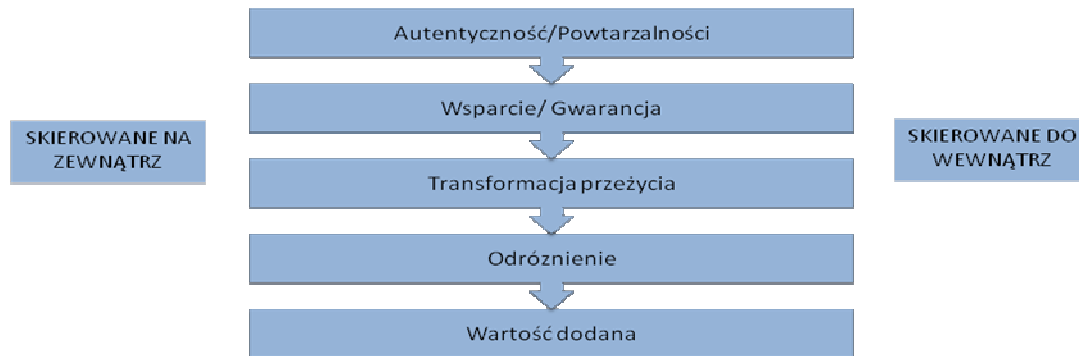 Autentyczność/Powtarzalności
Wsparcie/ Gwarancja
SKIEROWANE NA
ZEWNĄTRZ
SKIEROWANE DO
WEWNĄTRZ
Transformacja przeżycia
Odróznienie
Wartość dodana